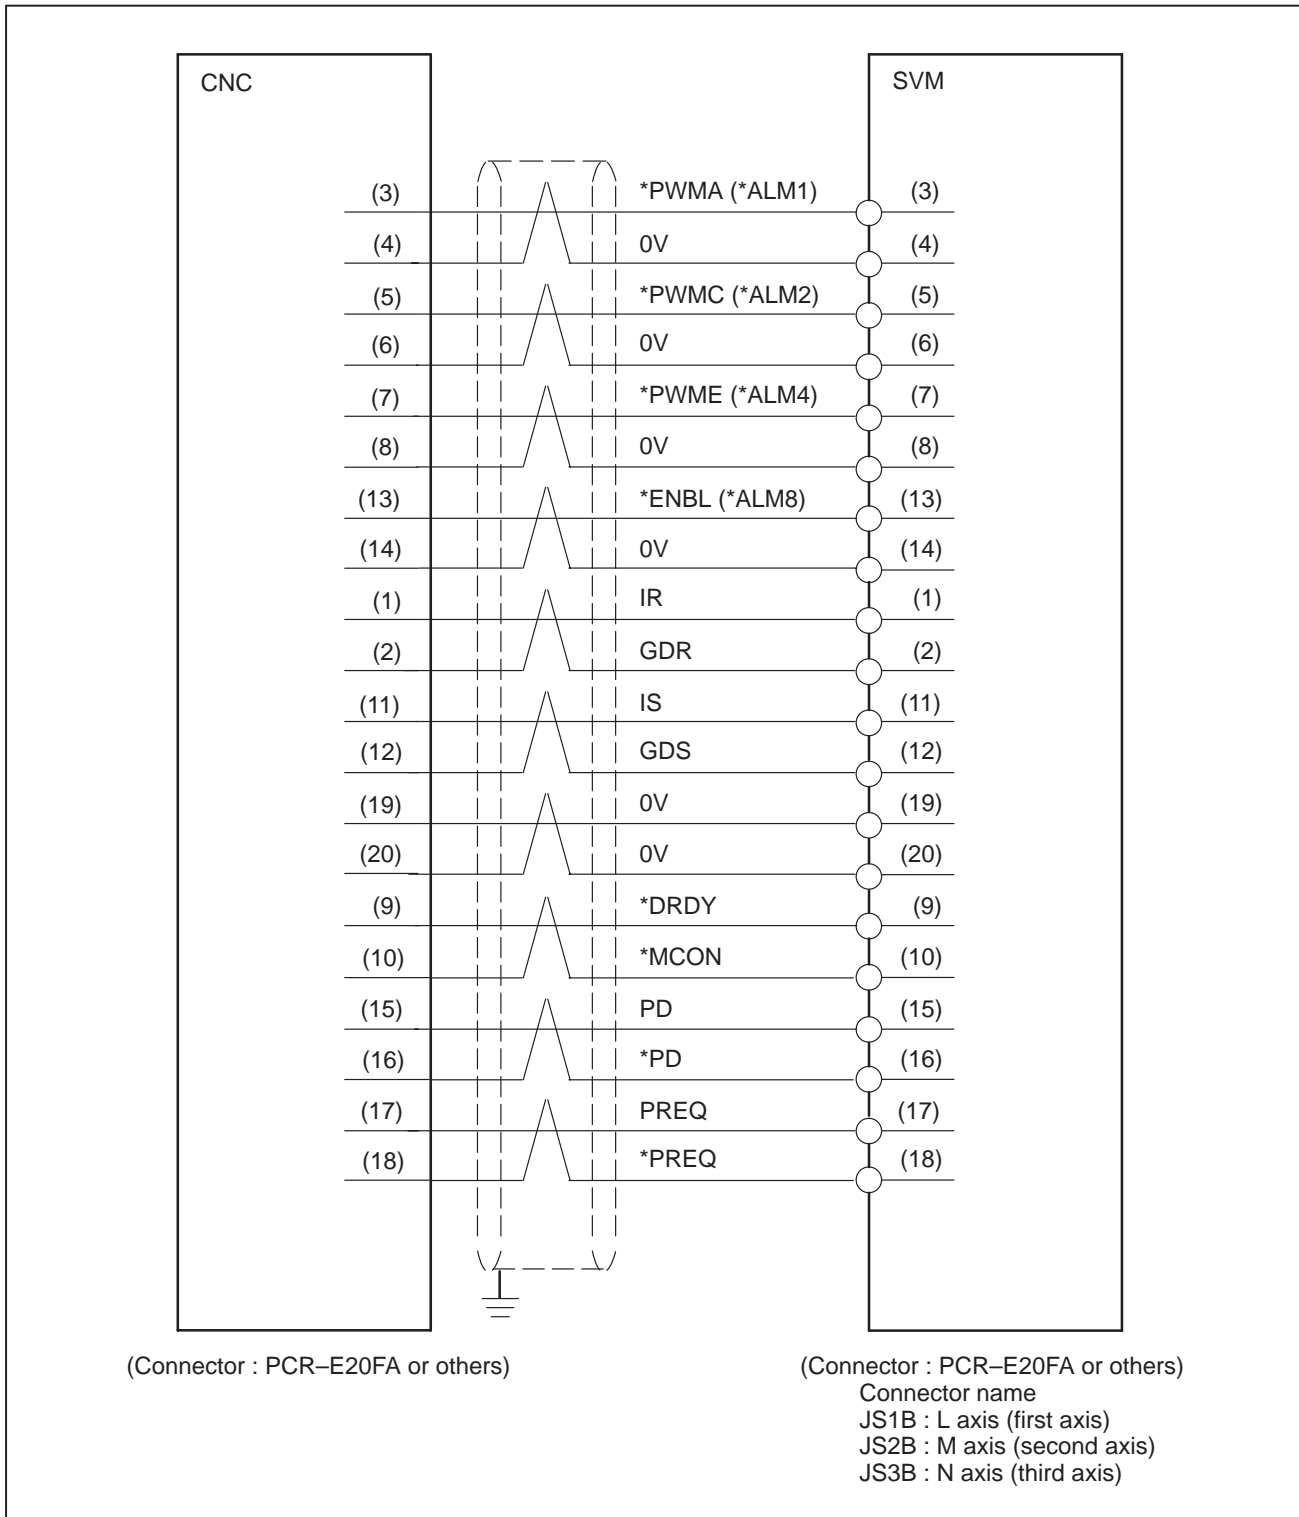 CNC SVM
(3) *PWMA (*ALM1) (3)
(4) 0V (4)
(5) *PWMC (*ALM2) (5)
(6) 0V (6)
(7) *PWME (*ALM4) (7)
(8) 0V (8)
(13) *ENBL (*ALM8) (13)
(14) 0V (14)
(1) IR (1)
(2) GDR (2)
(11) IS (11)
(12) GDS (12)
(19) 0V (19)
(20) 0V (20)
(9) *DRDY (9)
(10) *MCON (10)
(15) PD (15)
(16) *PD (16)
(17) PREQ (17)
(18) *PREQ (18)
(Connector : PCR–E20FA or others) (Connector : PCR–E20FA or others)
Connector name
JS1B : L axis (first axis)
JS2B : M axis (second axis)
JS3B : N axis (third axis)